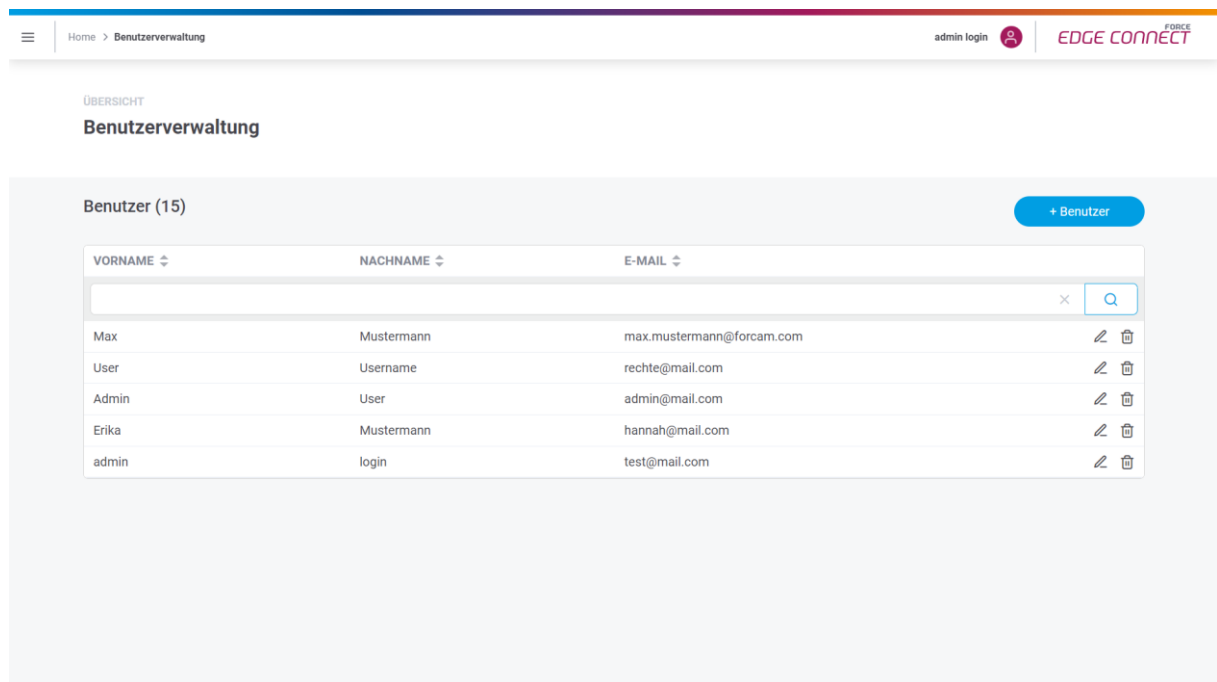 Home > Benutzerverwaltung admin login FORCE EDGE CONNECT
ÜBERSICHT
Benutzerverwaltung
Benutzer (15) + Benutzer
VORNAME NACHNAME E-MAIL
Max Mustermann max.mustermann@forcam.com
User Username rechte@mail.com
Admin User admin@mail.com
Erika Mustermann hannah@mail.com
admin login test@mail.com